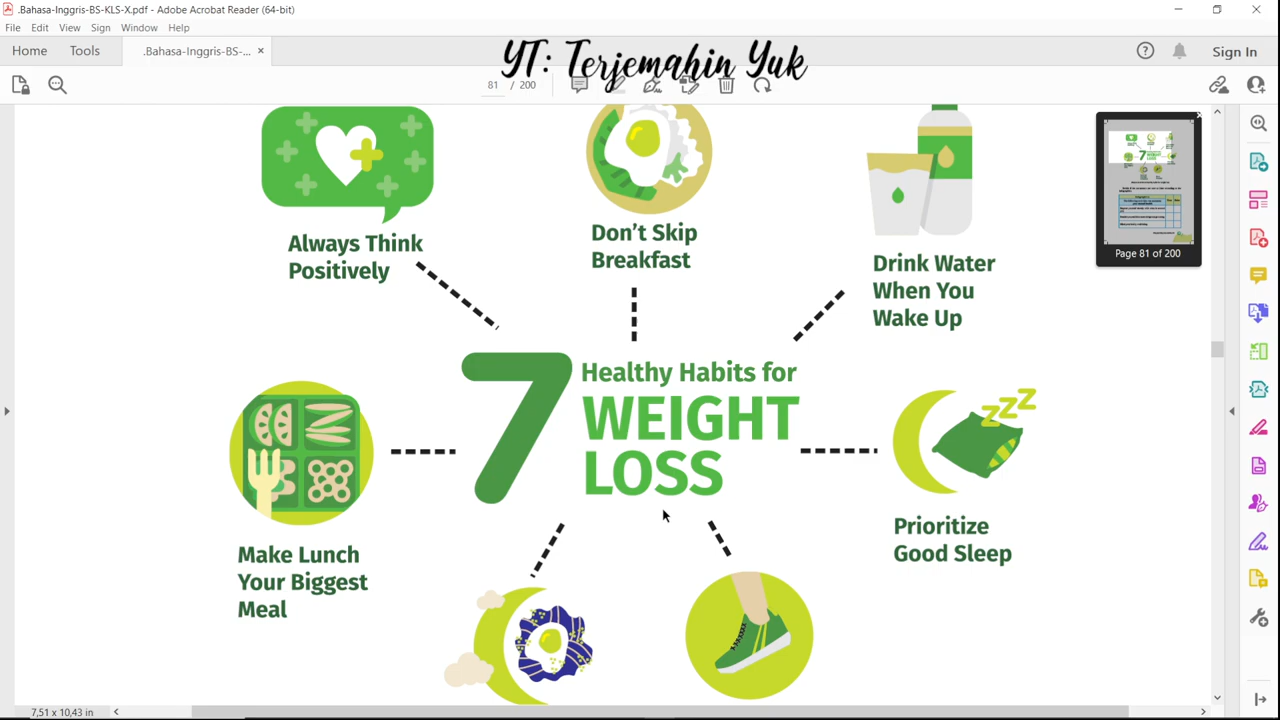 .Bahasa-Inggris-BS-KLS-X.pdf - Adobe Acrobat Reader (64-bit)
File Edit View Sign Window Help
Home Tools .Bahasa-Inggris-BS-... × Sign In
YT: Terjemahin Yuk
81 / 200
Always Think
Positively
Don't Skip
Breakfast
Drink Water
When You
Wake Up
Page 81 of 200
7 Healthy Habits for
WEIGHT
LOSS
zzz
Prioritize
Good Sleep
Make Lunch
Your Biggest
Meal
7,51 x 10,43 in